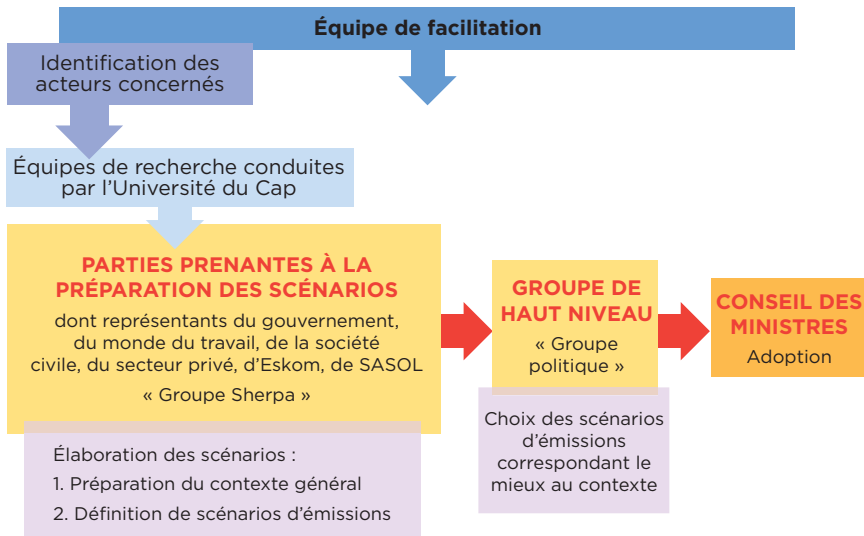 Équipe de facilitation
Identification des
acteurs concernés
Équipes de recherche conduites
par l’Université du Cap
PARTIES PRENANTES À LA
PRÉPARATION DES SCÉNARIOS
dont représentants du gouvernement,
du monde du travail, de la société
civile, du secteur privé, d’Eskom, de SASOL
« Groupe Sherpa »
Élaboration des scénarios :
1. Préparation du contexte général
2. Définition de scénarios d’émissions
GROUPE DE
HAUT NIVEAU
« Groupe
politique »
Choix des scénarios
d’émissions
correspondant le
mieux au contexte
CONSEIL DES
MINISTRES
Adoption